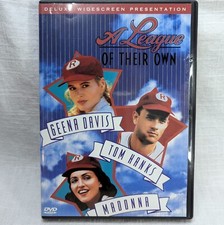 DELUXE WIDESCREEN PRESENTATION
A League
OF THEIR OWN
R
GEENA DAVIS
R
TOM HANKS
R
MADONNA
DVD